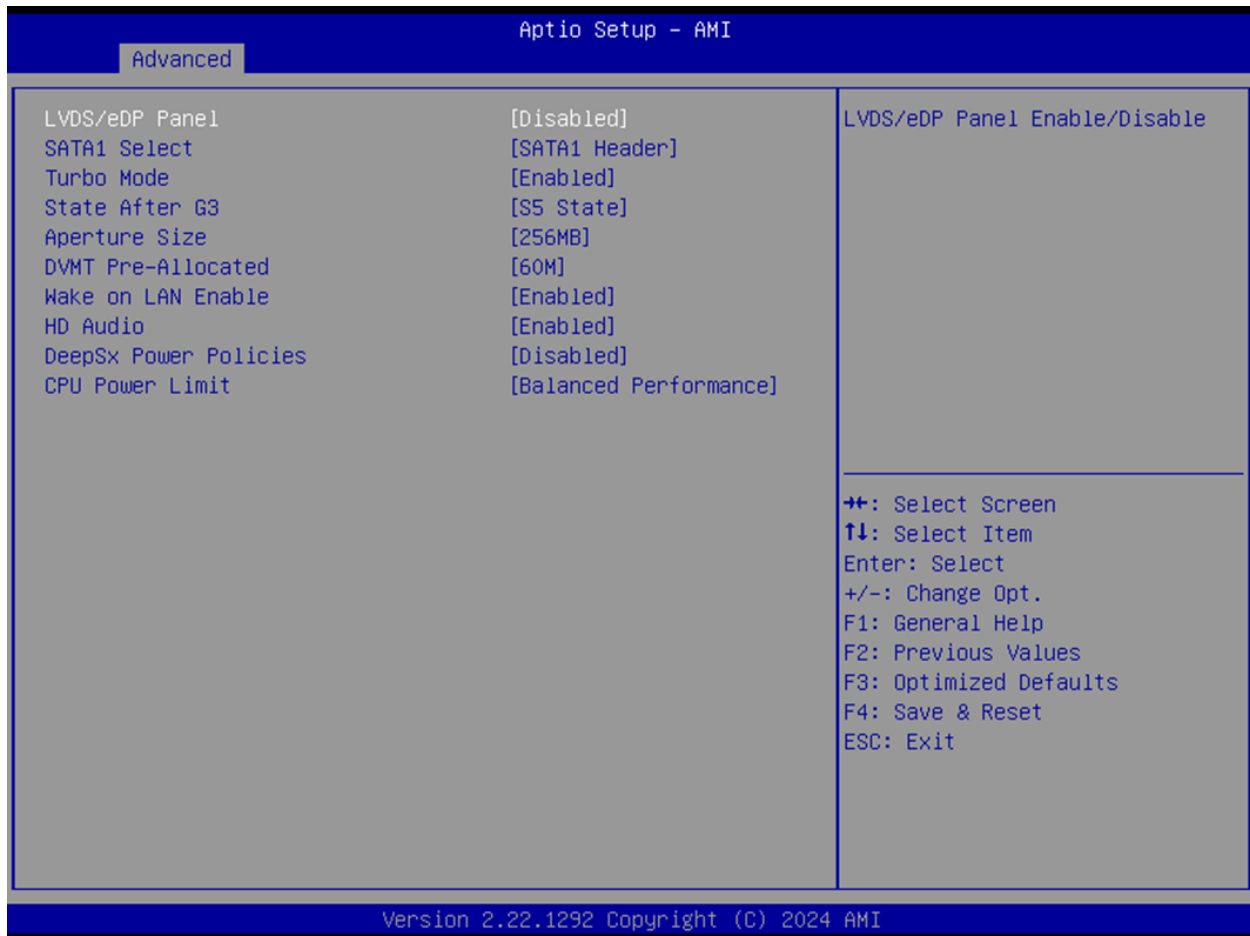 Aptio Setup – AMI
Advanced
LVDS/eDP Panel [Disabled]
SATA1 Select [SATA1 Header]
Turbo Mode [Enabled]
State After G3 [S5 State]
Aperture Size [256MB]
DVMT Pre-Allocated [60M]
Wake on LAN Enable [Enabled]
HD Audio [Enabled]
DeepSx Power Policies [Disabled]
CPU Power Limit [Balanced Performance]
LVDS/eDP Panel Enable/Disable
→←: Select Screen
↑↓: Select Item
Enter: Select
+/-: Change Opt.
F1: General Help
F2: Previous Values
F3: Optimized Defaults
F4: Save & Reset
ESC: Exit
Version 2.22.1292 Copyright (C) 2024 AMI